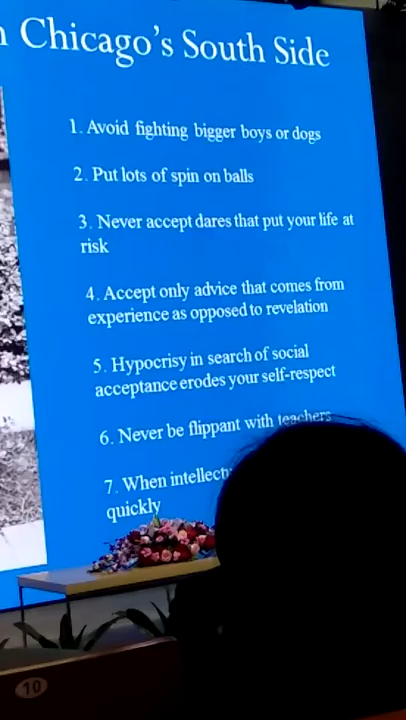 Chicago's South Side
1. Avoid fighting bigger boys or dogs
2. Put lots of spin on balls
3. Never accept dares that put your life at
risk
4. Accept only advice that comes from
experience as opposed to revelation
5. Hypocrisy in search of social
acceptance erodes your self-respect
6. Never be flippant with teachers
7. When
quickly
10